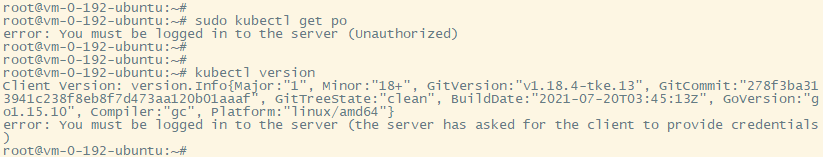 root@vm-0-192-ubuntu:~#
root@vm-0-192-ubuntu:~# sudo kubectl get po
error: You must be logged in to the server (Unauthorized)
root@vm-0-192-ubuntu:~#
root@vm-0-192-ubuntu:~#
root@vm-0-192-ubuntu:~# kubectl version
Client Version: version.Info{Major:"1", Minor:"18+", GitVersion:"v1.18.4-tke.13", GitCommit:"278f3ba31
3941c238f8eb8f7d473aa120b01aaaf", GitTreeState:"clean", BuildDate:"2021-07-20T03:45:13Z", GoVersion:"g
o1.15.10", Compiler:"gc", Platform:"linux/amd64"}
error: You must be logged in to the server (the server has asked for the client to provide credentials
)
root@vm-0-192-ubuntu:~#